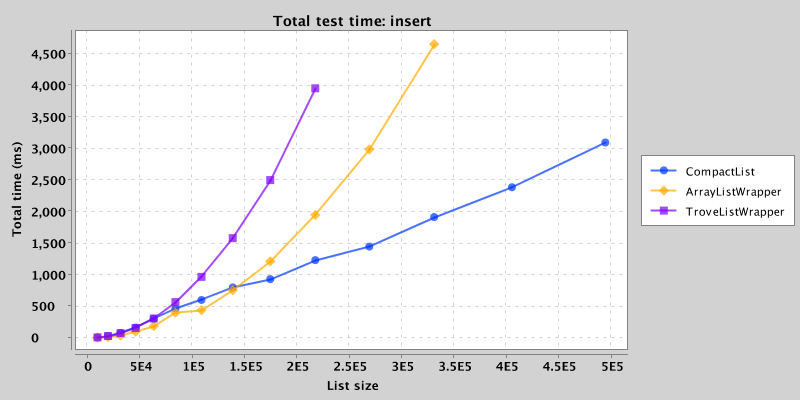 Total test time: insert
Total time (ms)
4,500
4,000
3,500
3,000
2,500
2,000
1,500
1,000
500
0
0 5E4 1E5 1.5E5 2E5 2.5E5 3E5 3.5E5 4E5 4.5E5 5E5
List size
CompactList
ArrayListWrapper
TroveListWrapper